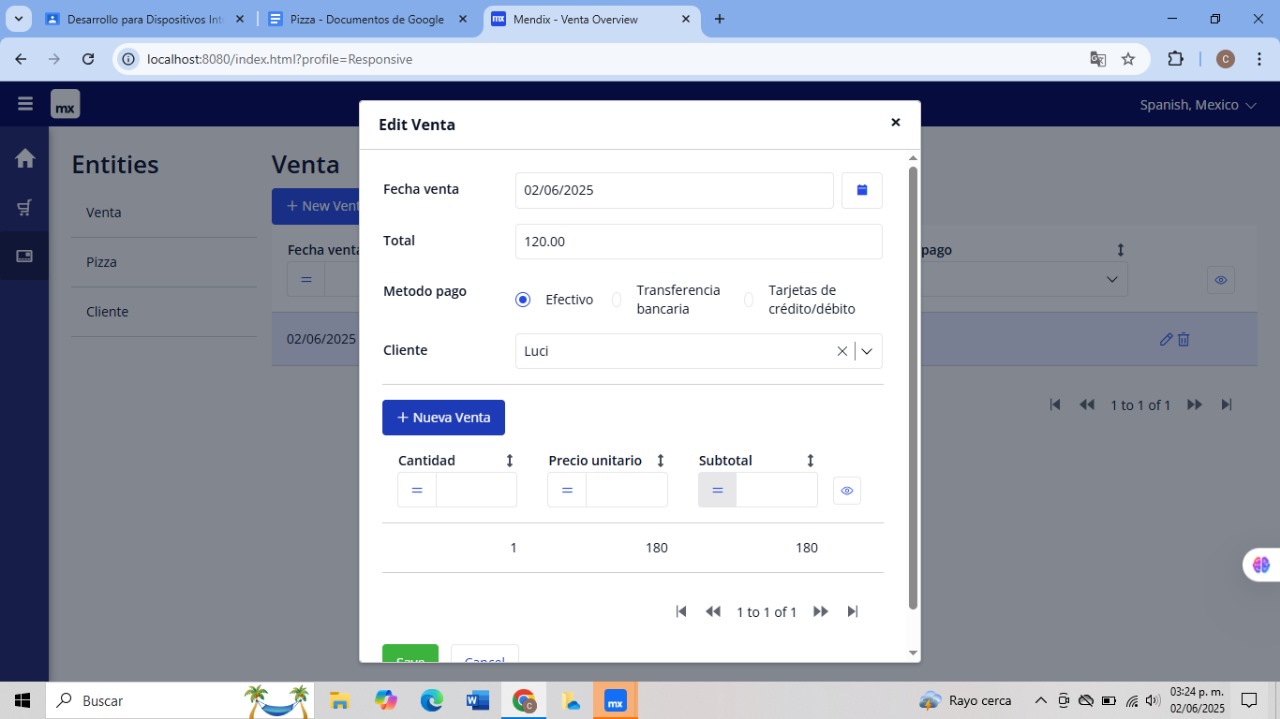 Desarrollo para Dispositivos Int
Pizza - Documentos de Google
mx Mendix - Venta Overview
localhost:8080/index.html?profile=Responsive
C
mx
Spanish, Mexico
Edit Venta
Entities
Venta
Fecha venta
02/06/2025
Venta
+ New Vent
Total
120.00
Fecha venta
pago
Pizza
Metodo pago
Efectivo
Transferencia bancaria
Tarjetas de crédito/débito
Cliente
02/06/2025
Cliente
Luci
1 to 1 of 1
+ Nueva Venta
Cantidad
Precio unitario
Subtotal
=
=
=
1
180
180
1 to 1 of 1
Save
Cancel
Buscar
mx
Rayo cerca
03:24 p. m.
02/06/2025